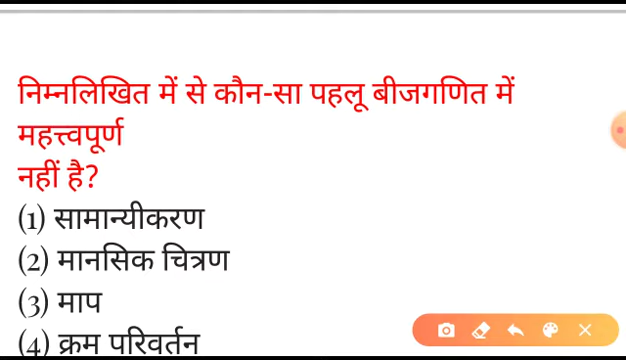 निम्नलिखित में से कौन-सा पहलू बीजगणित में
महत्त्वपूर्ण
नहीं है?
(1) सामान्यीकरण
(2) मानसिक चित्रण
(3) माप
(4) क्रम परिवर्तन